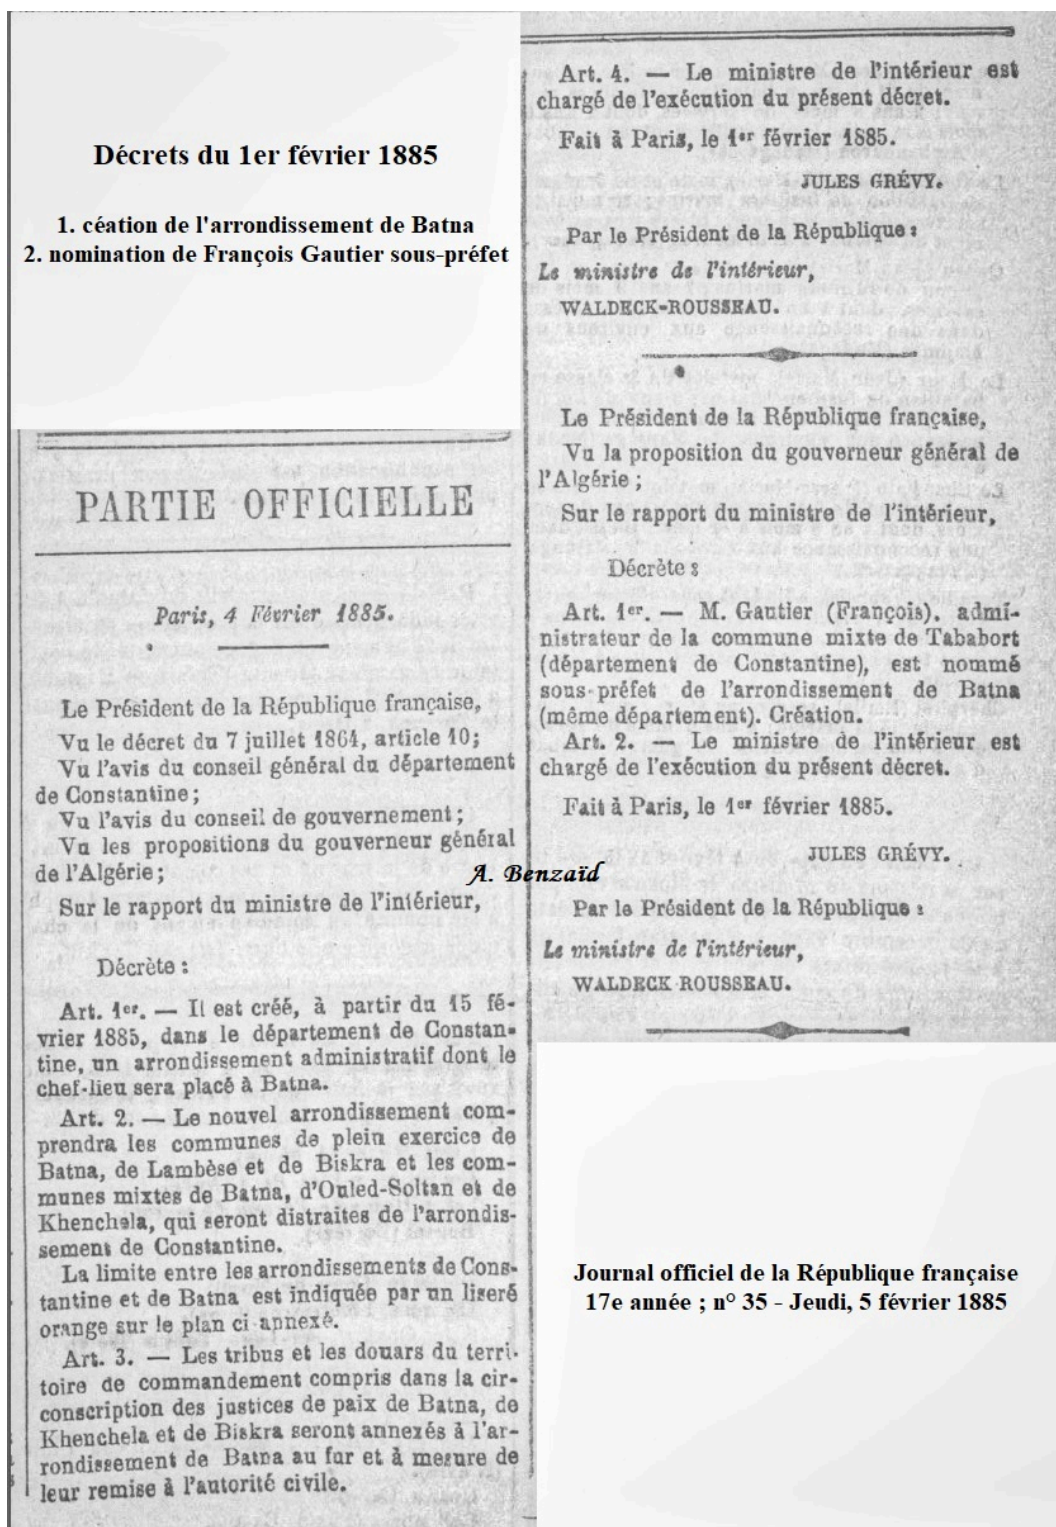 Décrets du 1er février 1885
1. céation de l'arrondissement de Batna
2. nomination de François Gautier sous-préfet
PARTIE OFFICIELLE
Paris, 4 Février 1885.
Le Président de la République française,
Vu le décret du 7 juillet 1864, article 10;
Vu l'avis du conseil général du département
de Constantine;
Vu l'avis du conseil de gouvernement;
Vu les propositions du gouverneur général
de l'Algérie;
Sur le rapport du ministre de l'intérieur,
Décrète:
Art. 1er. — Il est créé, à partir du 15 fé-
vrier 1885, dans le département de Constan-
tine, un arrondissement administratif dont le
chef-lieu sera placé à Batna.
Art. 2. — Le nouvel arrondissement com-
prendra les communes de plein exercice de
Batna, de Lambèse et de Biskra et les com-
munes mixtes de Batna, d'Ouled-Soltan et de
Khenchela, qui seront distraites de l'arrondis-
sement de Constantine.
La limite entre les arrondissements de Cons-
tantine et de Batna est indiquée par un liseré
orange sur le plan ci-annexé.
Art. 3. — Les tribus et les douars du terri-
toire de commandement compris dans la cir-
conscription des justices de paix de Batna, de
Khenchela et de Biskra seront annexés à l'ar-
rondissement de Batna au fur et à mesure de
leur remise à l'autorité civile.
Art. 4. — Le ministre de l'intérieur est
chargé de l'exécution du présent décret.
Fait à Paris, le 1er février 1885.
JULES GRÉVY.
Par le Président de la République:
Le ministre de l'intérieur,
WALDECK-ROUSSEAU.
Le Président de la République française,
Vu la proposition du gouverneur général de
l'Algérie;
Sur le rapport du ministre de l'intérieur,
Décrète:
Art. 1er. — M. Gautier (François), admi-
nistrateur de la commune mixte de Tababort
(département de Constantine), est nommé
sous-préfet de l'arrondissement de Batna
(même département). Création.
Art. 2. — Le ministre de l'intérieur est
chargé de l'exécution du présent décret.
Fait à Paris, le 1er février 1885.
JULES GRÉVY.
A. Benzaïd
Par le Président de la République:
Le ministre de l'intérieur,
WALDECK-ROUSSEAU.
Journal officiel de la République française
17e année ; n° 35 - Jeudi, 5 février 1885